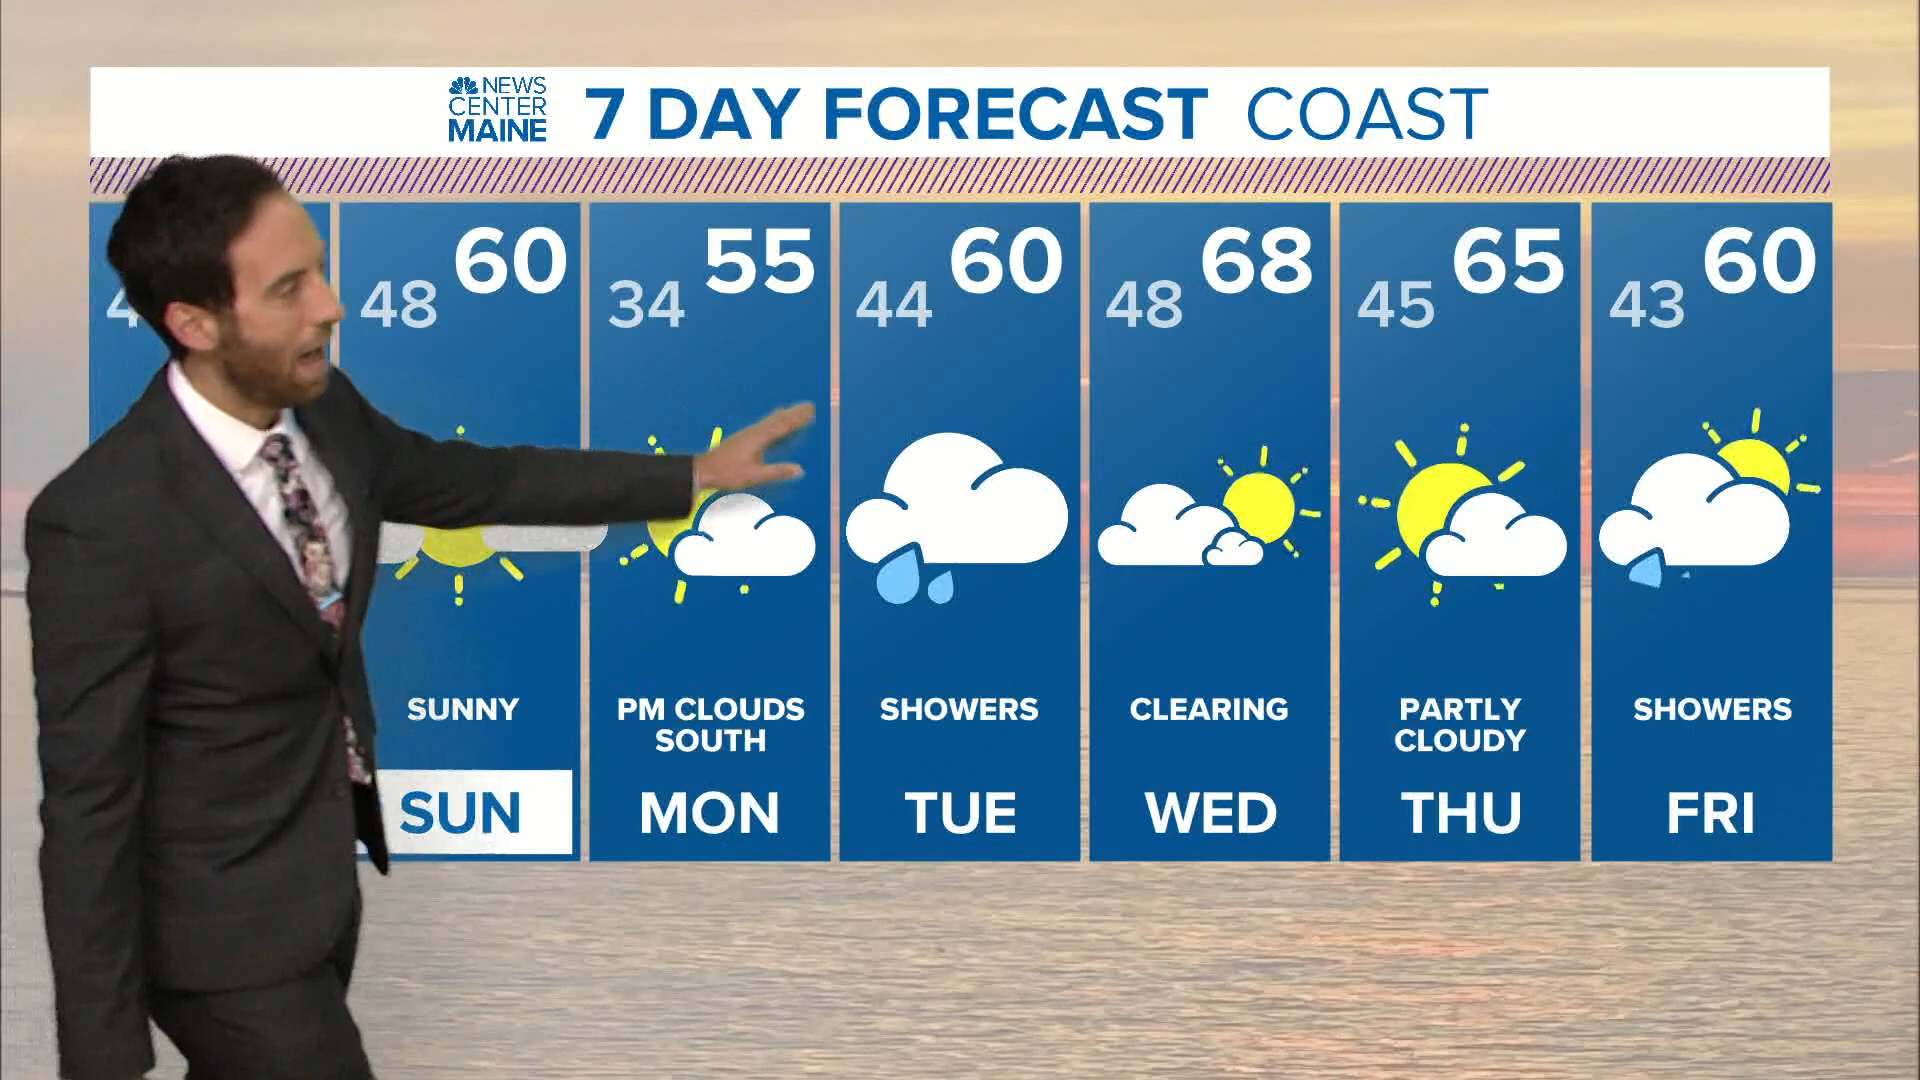 NEWS
CENTER
MAINE
7 DAY FORECAST COAST
48 60
SUNNY
SUN
34 55
PM CLOUDS
SOUTH
MON
44 60
SHOWERS
TUE
48 68
CLEARING
WED
45 65
PARTLY
CLOUDY
THU
43 60
SHOWERS
FRI